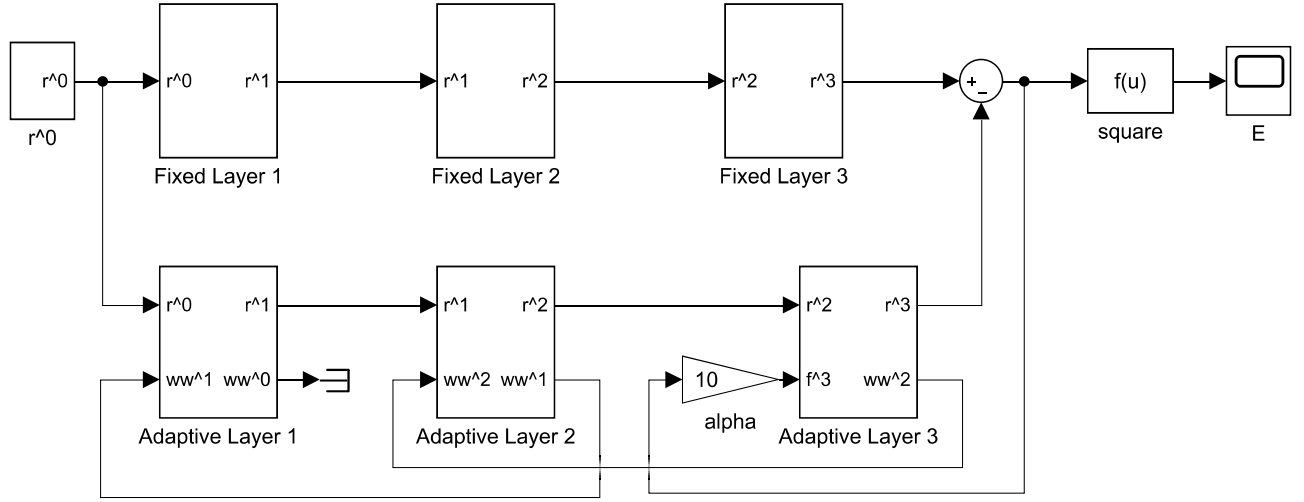 r^0
r^0
r^0 r^1
Fixed Layer 1
r^1 r^2
Fixed Layer 2
r^2 r^3
Fixed Layer 3
+
−
f(u)
square
E
r^0 r^1
ww^1 ww^0
Adaptive Layer 1
r^1 r^2
ww^2 ww^1
Adaptive Layer 2
10
alpha
r^2 r^3
f^3 ww^2
Adaptive Layer 3